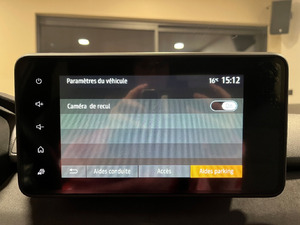 Paramètres du véhicule 16°C 15:12
Caméra de recul
Aides conduite Accès Aides parking